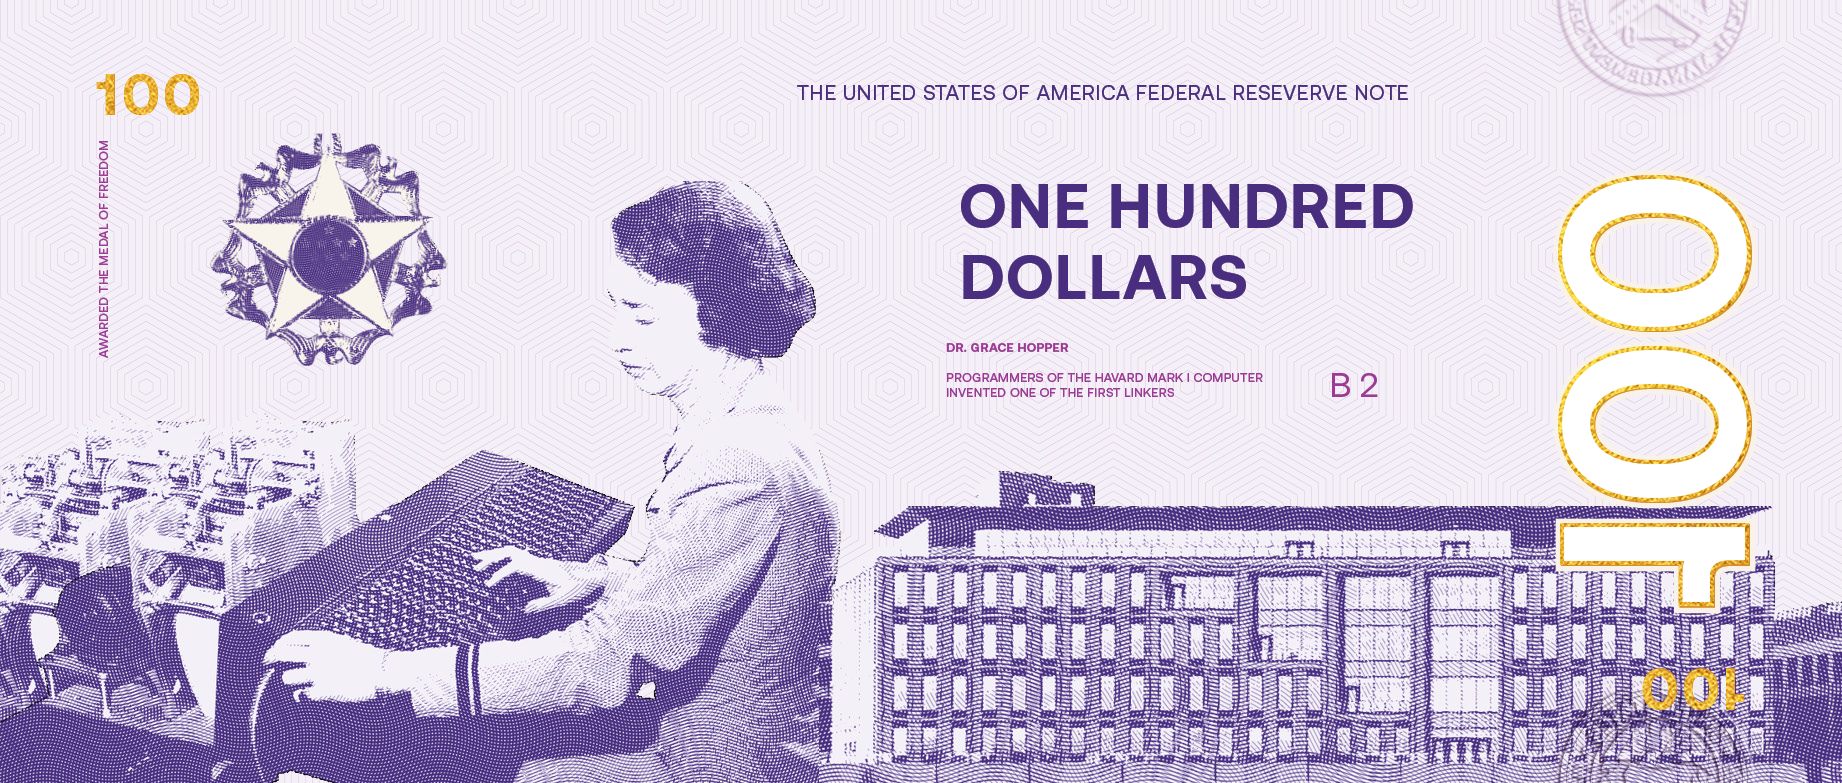 100
AWARDED THE MEDAL OF FREEDOM
THE UNITED STATES OF AMERICA FEDERAL RESEVERVE NOTE
ONE HUNDRED
DOLLARS
DR. GRACE HOPPER
PROGRAMMERS OF THE HAVARD MARK I COMPUTER
INVENTED ONE OF THE FIRST LINKERS
B 2
100
100